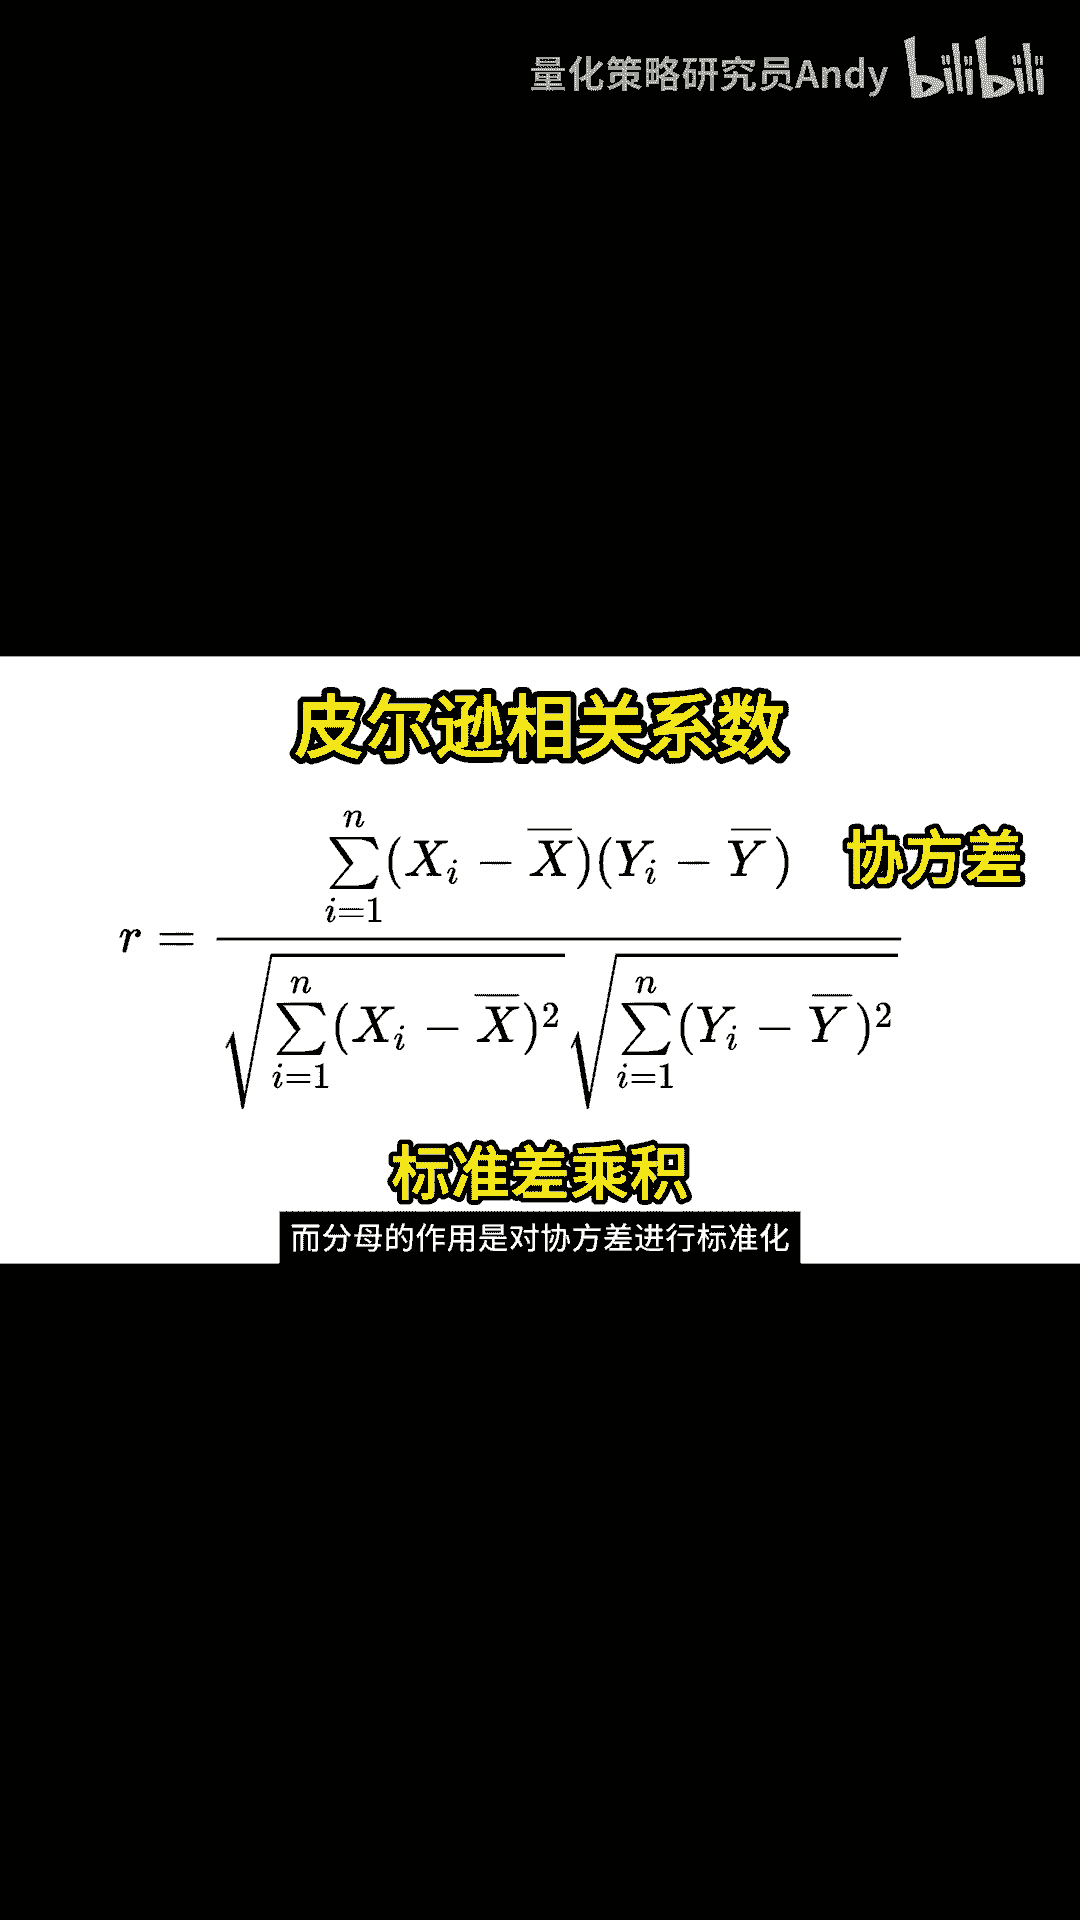 量化策略研究员Andy bilibili
皮尔逊相关系数
r = \frac{\sum_{i=1}^{n}(X_i - \overline{X})(Y_i - \overline{Y})}{\sqrt{\sum_{i=1}^{n}(X_i - \overline{X})^2}\sqrt{\sum_{i=1}^{n}(Y_i - \overline{Y})^2}}
协方差
标准差乘积
而分母的作用是对协方差进行标准化